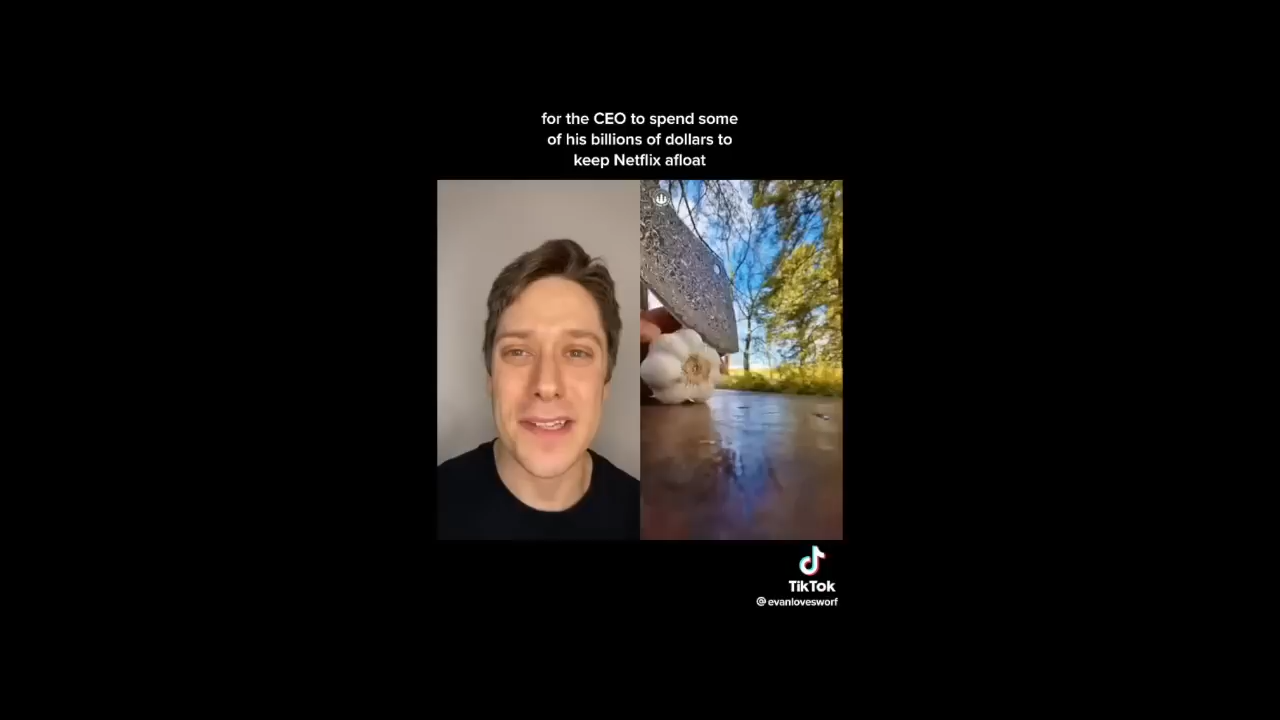 for the CEO to spend some
of his billions of dollars to
keep Netflix afloat
TikTok
@evanlovesworf